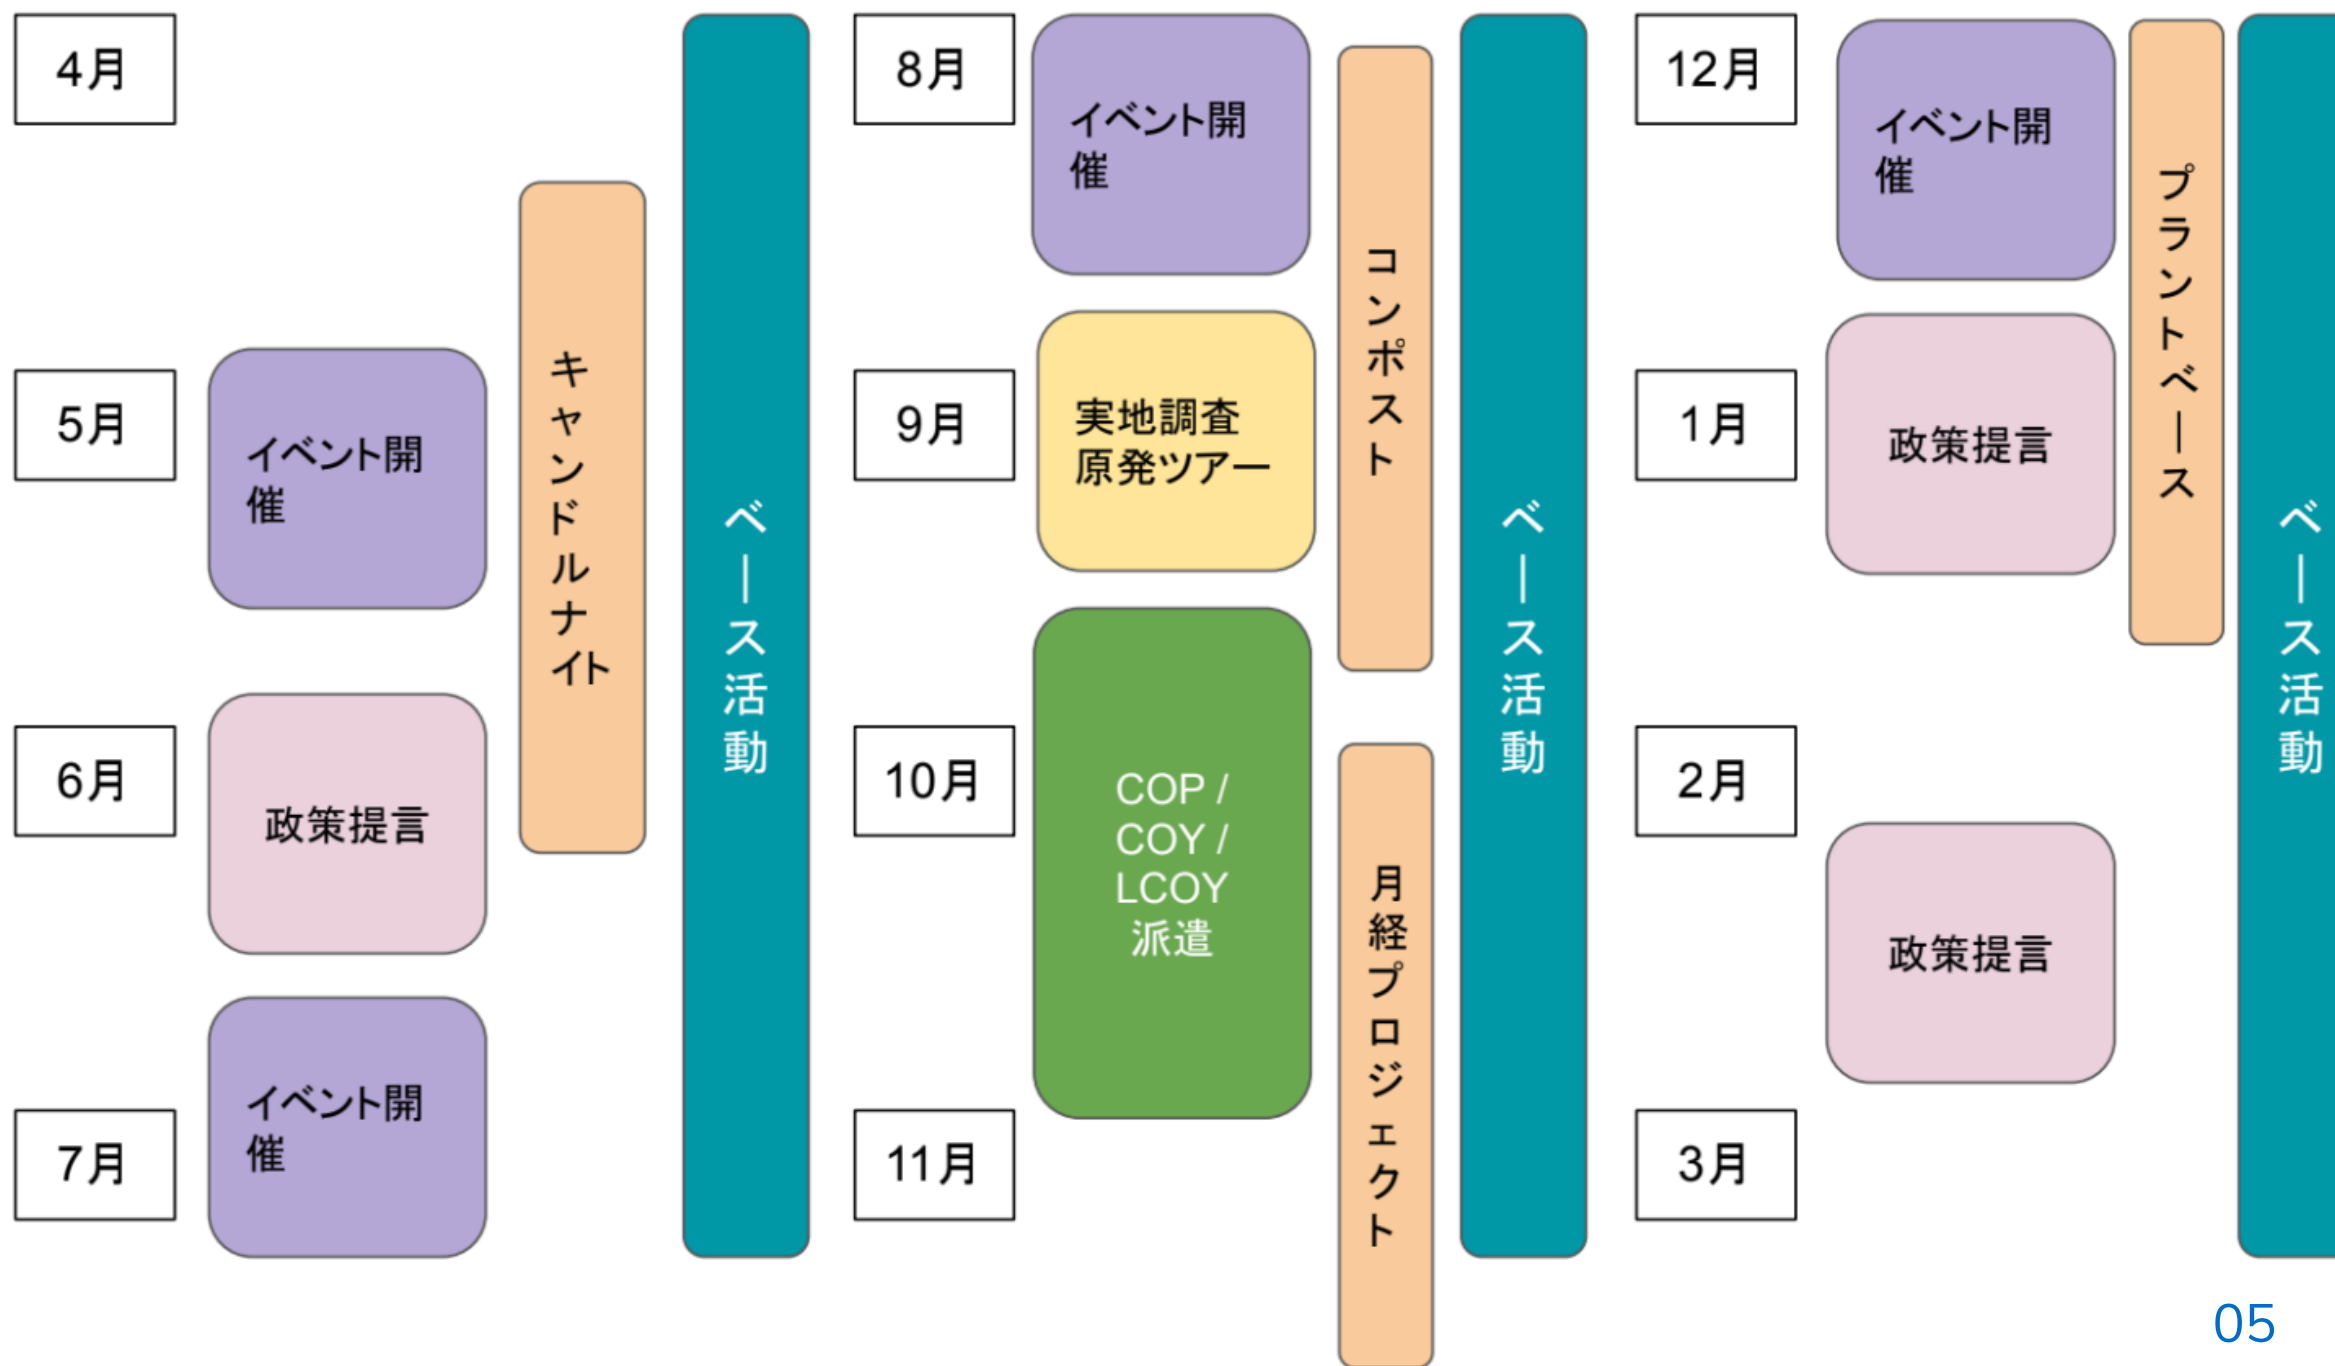 4月
5月
イベント開
催
6月
政策提言
7月
イベント開
催
キャンドルナイト
ベース活動
8月
イベント開
催
9月
実地調査
原発ツアー
10月
COP /
COY /
LCOY
派遣
11月
コンポスト
月経プロジェクト
ベース活動
12月
イベント開
催
1月
政策提言
2月
政策提言
3月
プラントベース
ベース活動
05